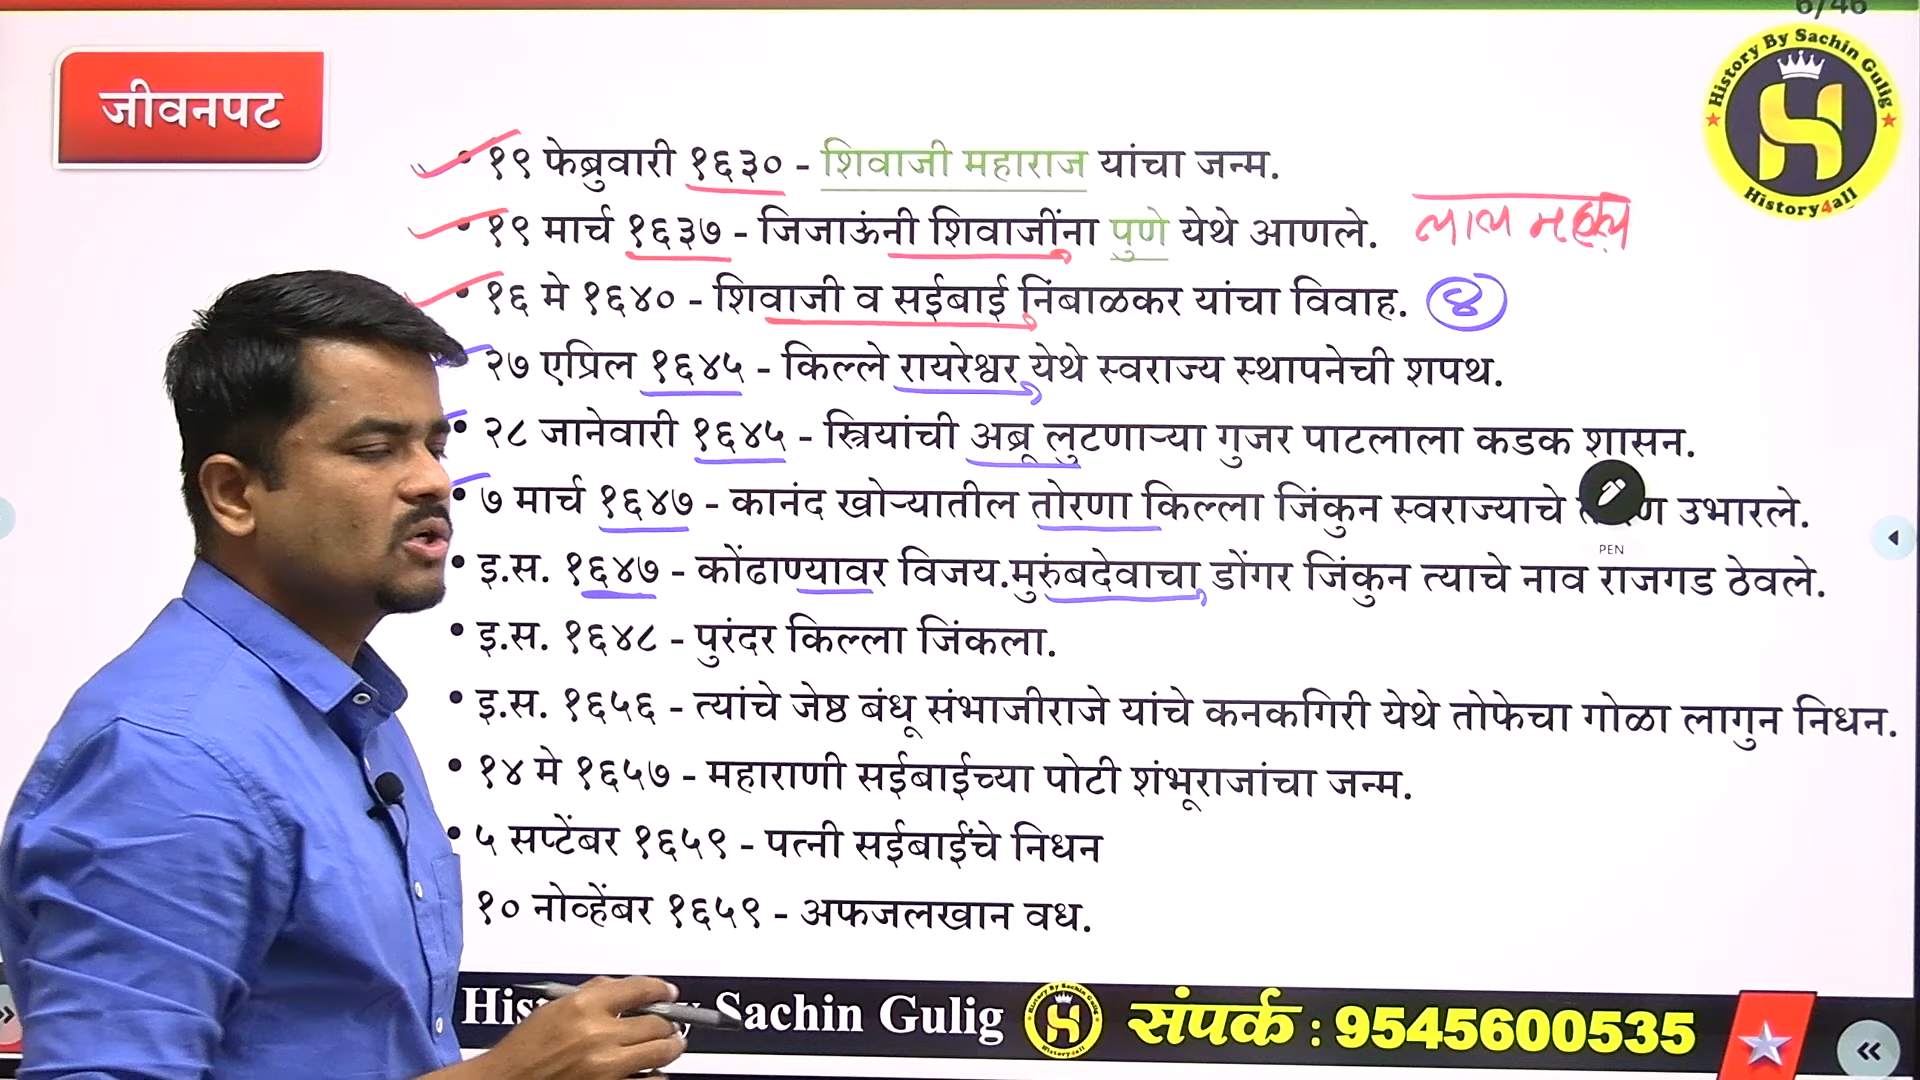 6/46
जीवनपट
History By Sachin Gulig
History4all
• १९ फेब्रुवारी १६३० - शिवाजी महाराज यांचा जन्म.
• १९ मार्च १६३७ - जिजाऊंनी शिवाजींना पुणे येथे आणले. लाल महाल
• १६ मे १६४० - शिवाजी व सईबाई निंबाळकर यांचा विवाह. ४
२७ एप्रिल १६४५ - किल्ले रायरेश्वर येथे स्वराज्य स्थापनेची शपथ.
• २८ जानेवारी १६४५ - स्त्रियांची अब्रू लुटणाऱ्या गुजर पाटलाला कडक शासन.
• ७ मार्च १६४७ - कानंद खोऱ्यातील तोरणा किल्ला जिंकुन स्वराज्याचे उभारले.
PEN
• इ.स. १६४७ - कोंढाण्यावर विजय.मुरुंबदेवाचा डोंगर जिंकुन त्याचे नाव राजगड ठेवले.
• इ.स. १६४८ - पुरंदर किल्ला जिंकला.
• इ.स. १६५६ - त्यांचे जेष्ठ बंधू संभाजीराजे यांचे कनकगिरी येथे तोफेचा गोळा लागुन निधन.
• १४ मे १६५७ - महाराणी सईबाईच्या पोटी शंभूराजांचा जन्म.
• ५ सप्टेंबर १६५९ - पत्नी सईबाईंचे निधन
१० नोव्हेंबर १६५९ - अफजलखान वध.
Sachin Gulig संपर्क : 9545600535